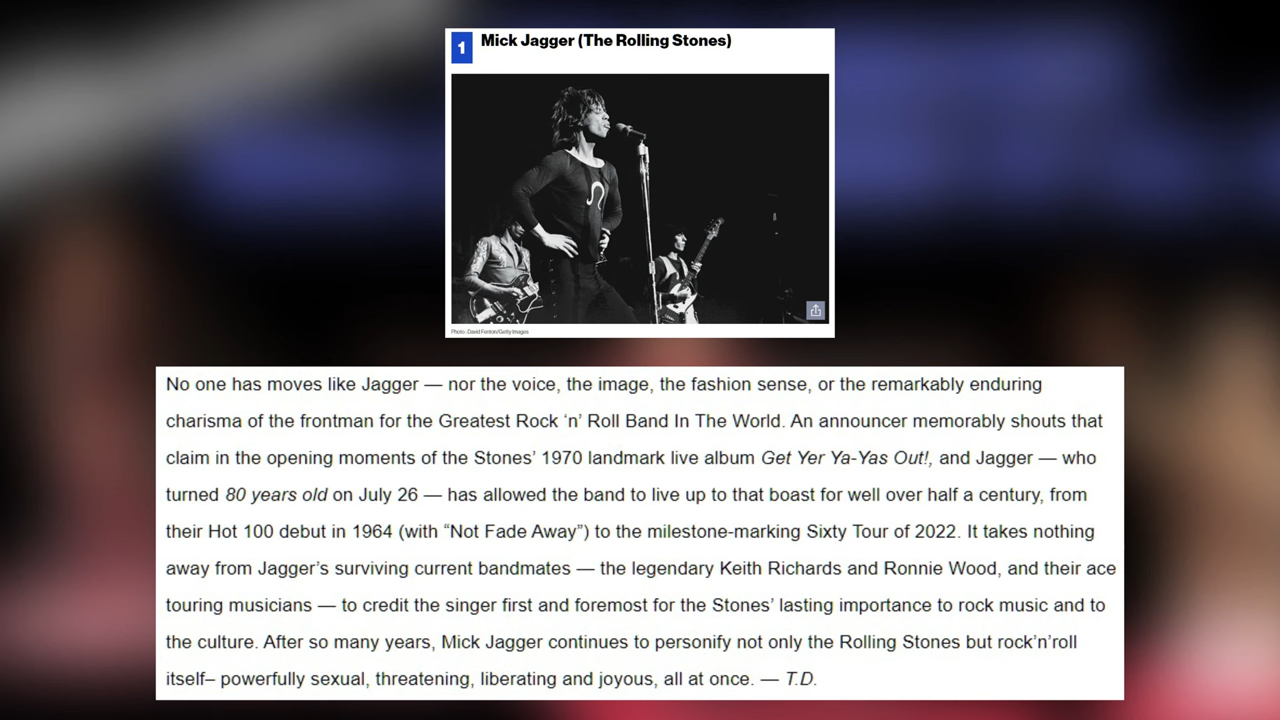 1
Mick Jagger (The Rolling Stones)
Photo: David Fenton/Getty Images
No one has moves like Jagger — nor the voice, the image, the fashion sense, or the remarkably enduring
charisma of the frontman for the Greatest Rock ‘n’ Roll Band In The World. An announcer memorably shouts that
claim in the opening moments of the Stones’ 1970 landmark live album Get Yer Ya-Yas Out!, and Jagger — who
turned 80 years old on July 26 — has allowed the band to live up to that boast for well over half a century, from
their Hot 100 debut in 1964 (with “Not Fade Away”) to the milestone-marking Sixty Tour of 2022. It takes nothing
away from Jagger’s surviving current bandmates — the legendary Keith Richards and Ronnie Wood, and their ace
touring musicians — to credit the singer first and foremost for the Stones’ lasting importance to rock music and to
the culture. After so many years, Mick Jagger continues to personify not only the Rolling Stones but rock’n’roll
itself– powerfully sexual, threatening, liberating and joyous, all at once. — T.D.